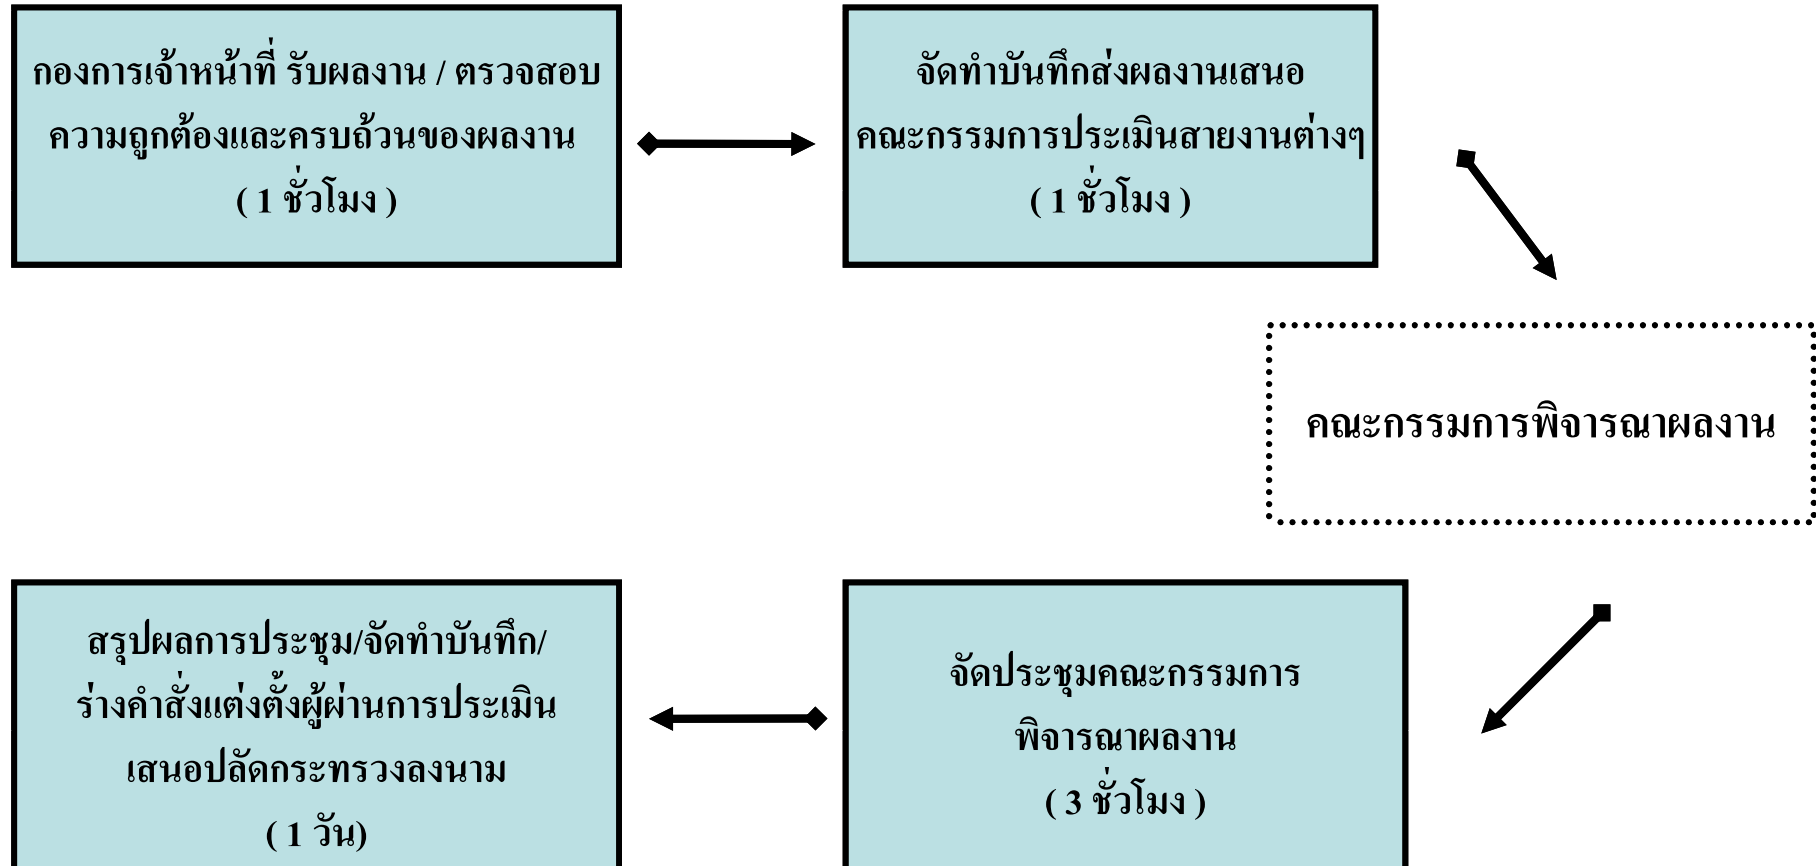 กองการเจ้าหน้าที่ รับผลงาน / ตรวจสอบ
ความถูกต้องและครบถ้วนของผลงาน
( 1 ชั่วโมง )
จัดทำบันทึกส่งผลงานเสนอ
คณะกรรมการประเมินสายงานต่างๆ
( 1 ชั่วโมง )
คณะกรรมการพิจารณาผลงาน
จัดประชุมคณะกรรมการ
พิจารณาผลงาน
( 3 ชั่วโมง )
สรุปผลการประชุม/จัดทำบันทึก/
ร่างคำสั่งแต่งตั้งผู้ผ่านการประเมิน
เสนอปลัดกระทรวงลงนาม
( 1 วัน)